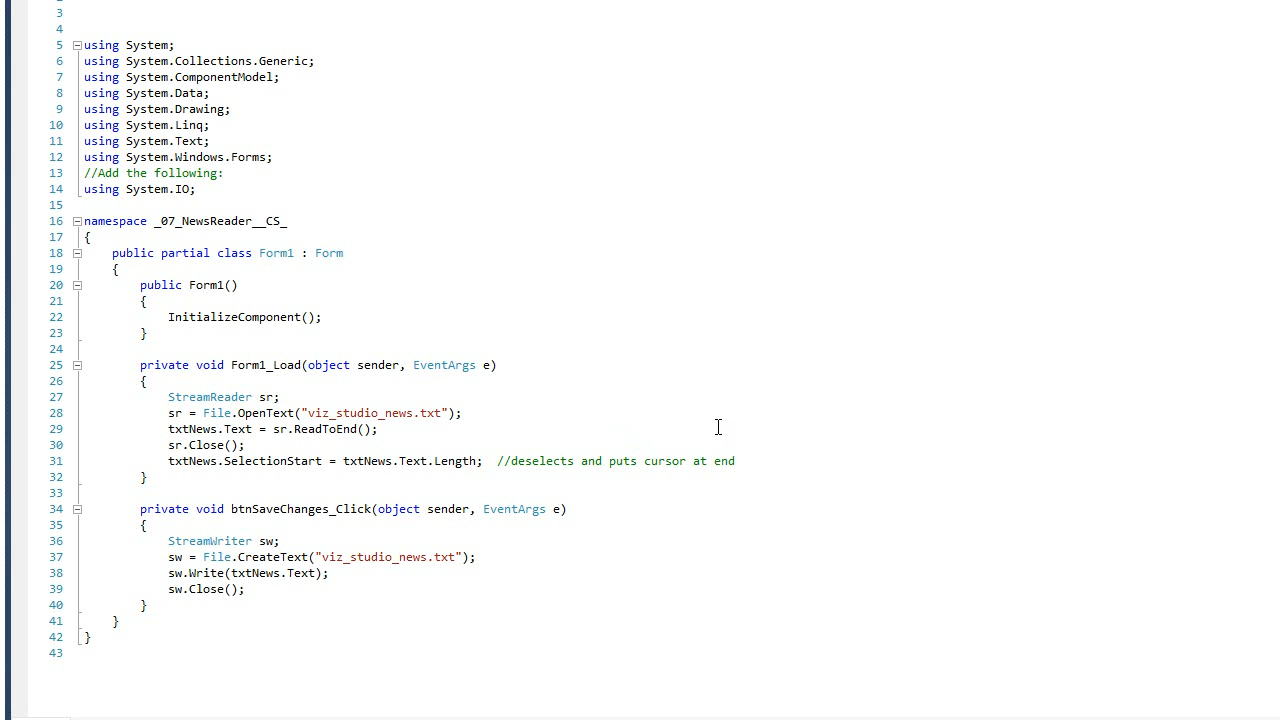 3
4
5 using System;
6 using System.Collections.Generic;
7 using System.ComponentModel;
8 using System.Data;
9 using System.Drawing;
10 using System.Linq;
11 using System.Text;
12 using System.Windows.Forms;
13 //Add the following:
14 using System.IO;
15
16 namespace _07_NewsReader__CS_
17 {
18     public partial class Form1 : Form
19     {
20         public Form1()
21         {
22             InitializeComponent();
23         }
24
25         private void Form1_Load(object sender, EventArgs e)
26         {
27             StreamReader sr;
28             sr = File.OpenText("viz_studio_news.txt");
29             txtNews.Text = sr.ReadToEnd();
30             sr.Close();
31             txtNews.SelectionStart = txtNews.Text.Length;  //deselects and puts cursor at end
32         }
33
34         private void btnSaveChanges_Click(object sender, EventArgs e)
35         {
36             StreamWriter sw;
37             sw = File.CreateText("viz_studio_news.txt");
38             sw.Write(txtNews.Text);
39             sw.Close();
40         }
41     }
42 }
43